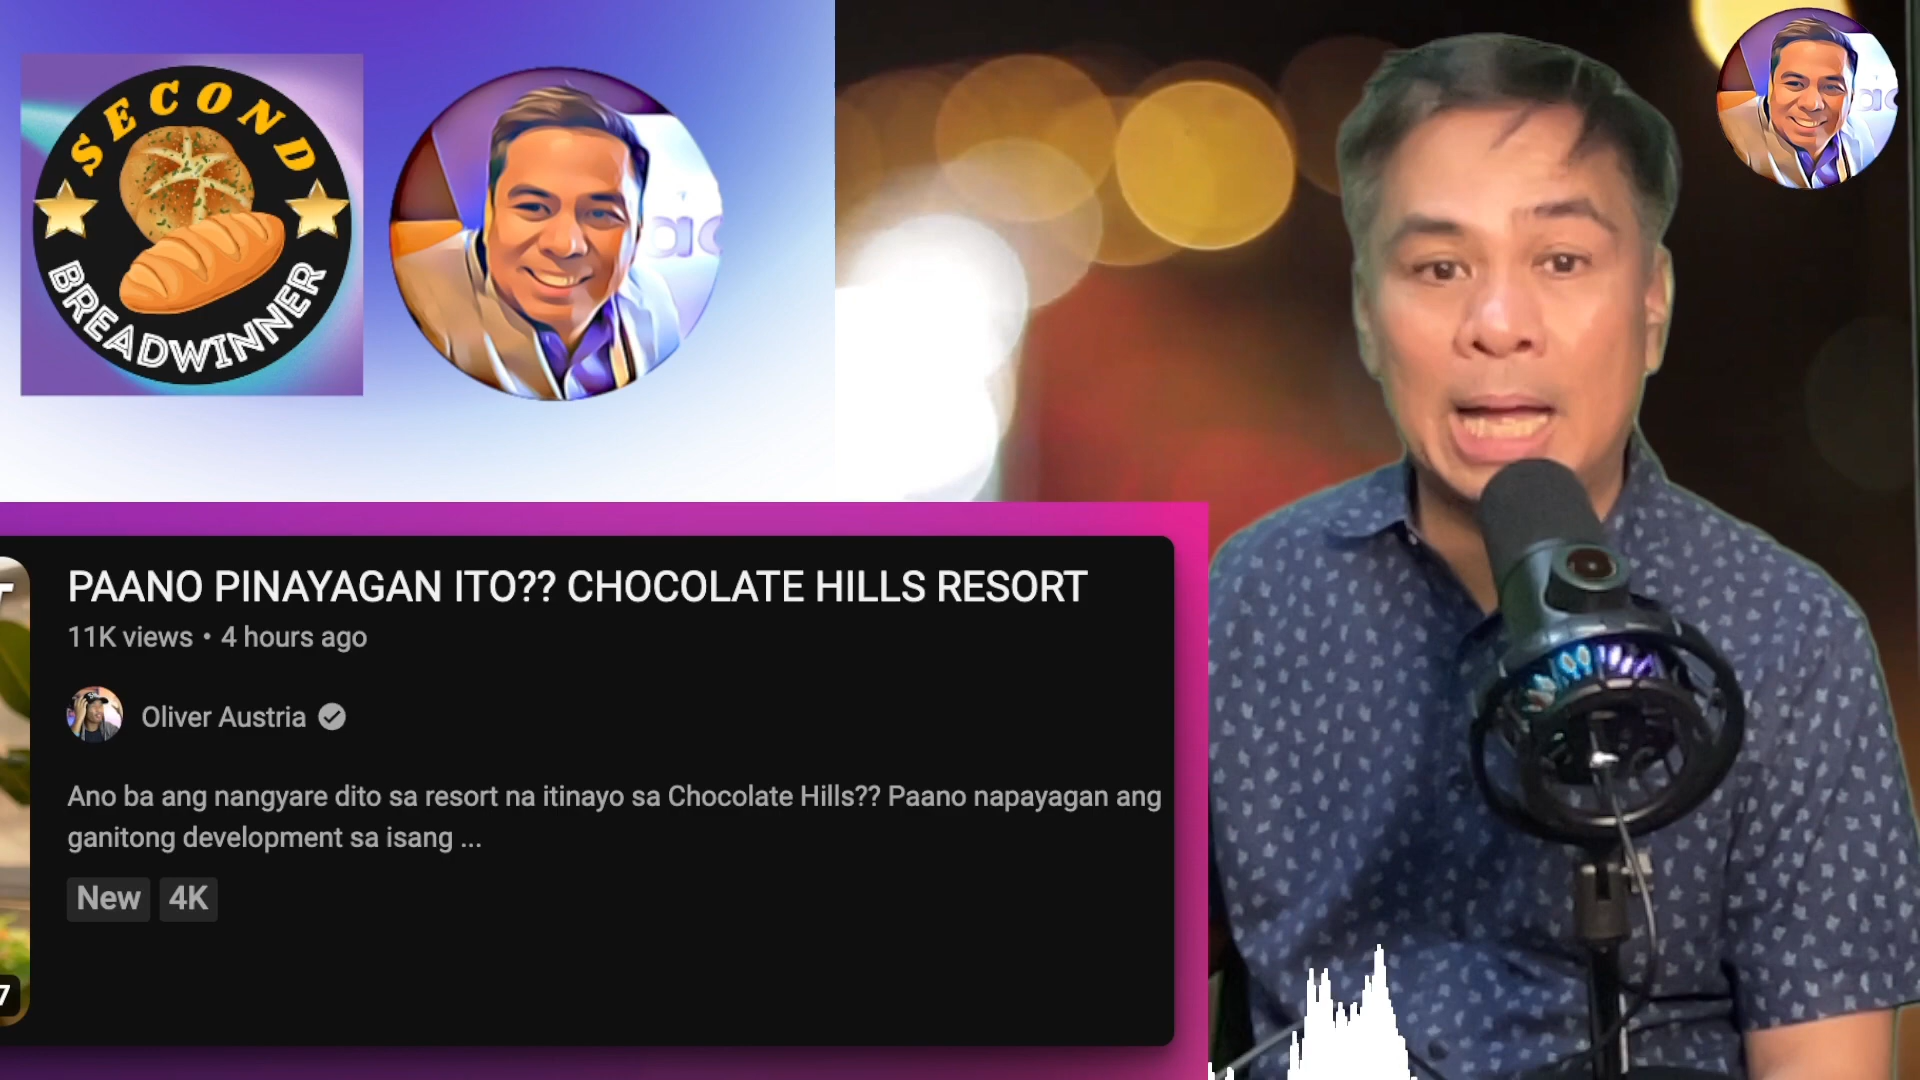 SECOND
BREADWINNER
PAANO PINAYAGAN ITO?? CHOCOLATE HILLS RESORT
11K views • 4 hours ago
Oliver Austria
Ano ba ang nangyare dito sa resort na itinayo sa Chocolate Hills?? Paano napayagan ang
ganitong development sa isang ...
New 4K
7